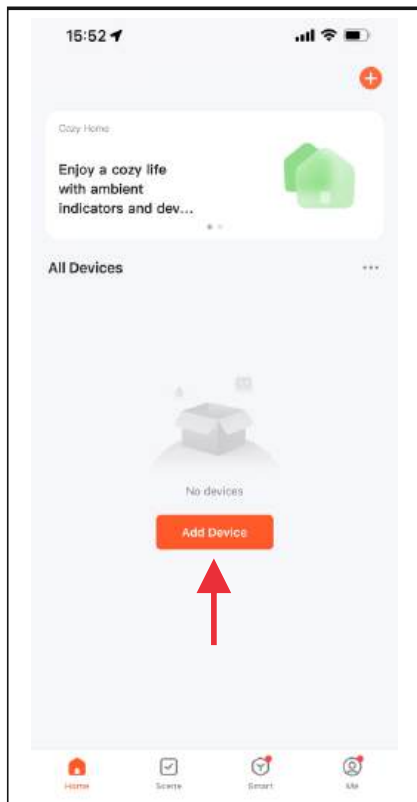 15:52
Cozy Home
Enjoy a cozy life
with ambient
indicators and dev...
All Devices
No devices
Add Device
Home
Scene
Smart
Me